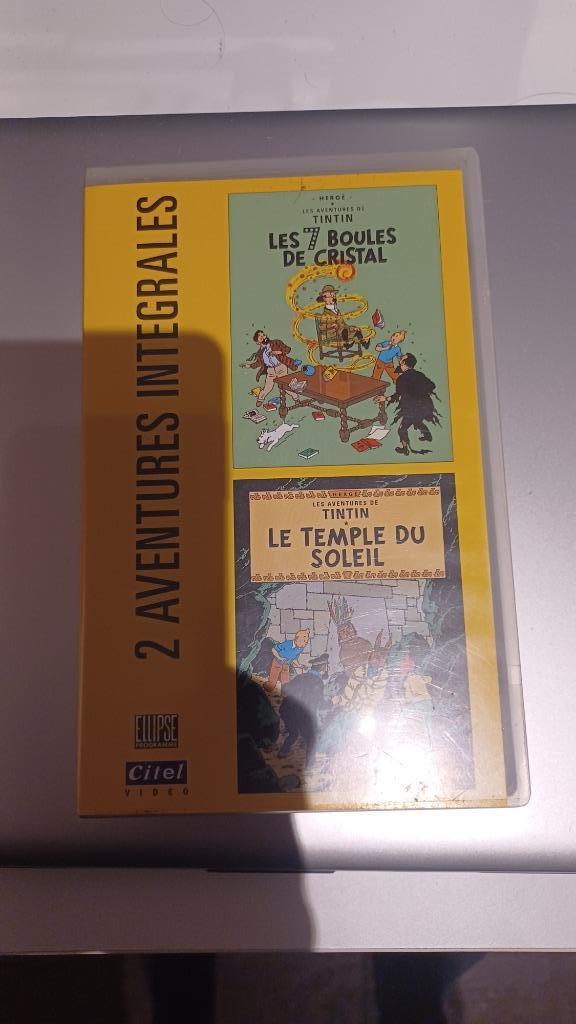 2 AVENTURES INTEGRALES
ELLIPSE
PROGRAMME
Citel
VIDEO
- HERGÉ -
LES AVENTURES DE
TINTIN
LES 7 BOULES
DE CRISTAL
HERGÉ
LES AVENTURES DE
TINTIN
LE TEMPLE DU
SOLEIL